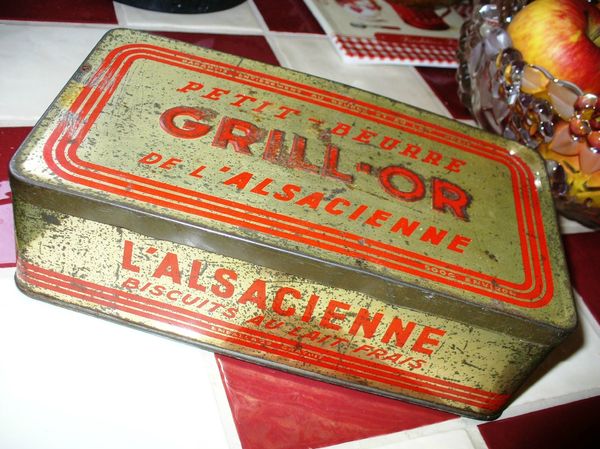 PETIT-BEURRE
GRILL-OR
DE L'ALSACIENNE
L'ALSACIENNE
BISCUITS AU LAIT FRAIS